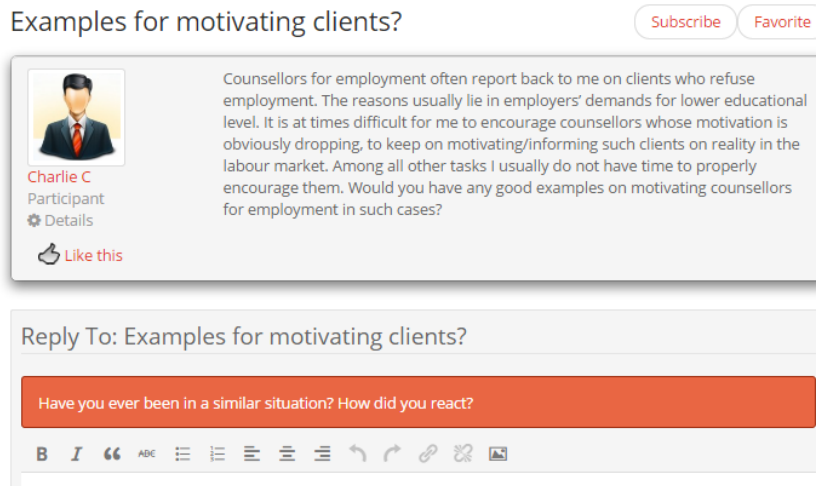 Examples for motivating clients?
Subscribe
Favorite
Counsellors for employment often report back to me on clients who refuse
employment. The reasons usually lie in employers' demands for lower educational
level. It is at times difficult for me to encourage counsellors whose motivation is
obviously dropping, to keep on motivating/informing such clients on reality in the
labour market. Among all other tasks I usually do not have time to properly
encourage them. Would you have any good examples on motivating counsellors
for employment in such cases?
Charlie C
Participant
Details
Like this
Reply To: Examples for motivating clients?
Have you ever been in a similar situation? How did you react?
B I “ ABC